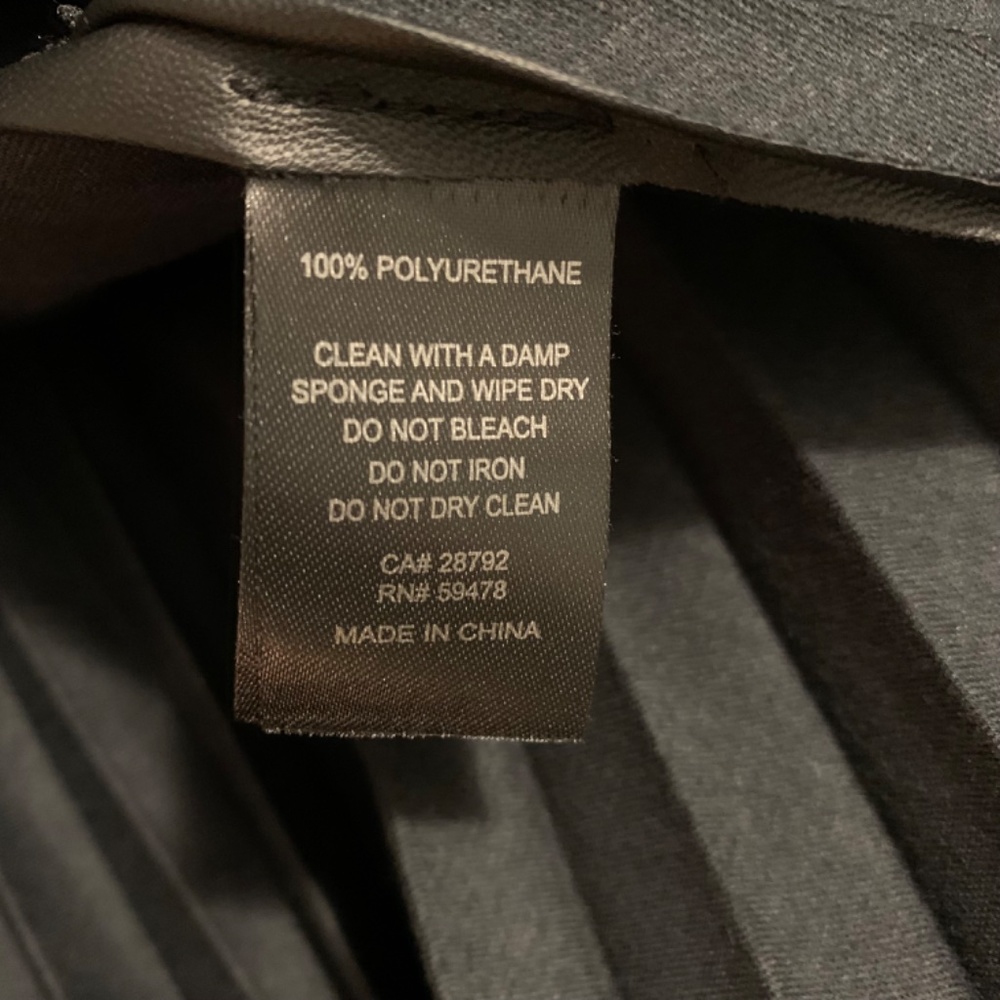 100% POLYURETHANE
CLEAN WITH A DAMP
SPONGE AND WIPE DRY
DO NOT BLEACH
DO NOT IRON
DO NOT DRY CLEAN
CA# 28792
RN# 59478
MADE IN CHINA